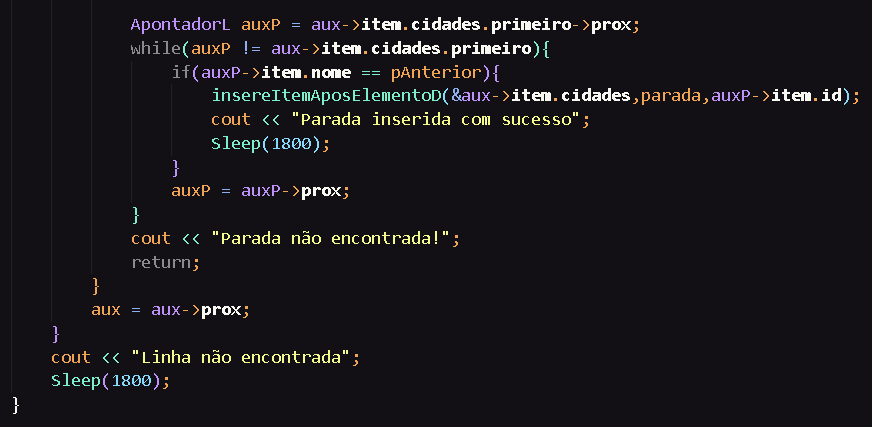 ApontadorL auxP = aux->item.cidades.primeiro->prox;
while(auxP != aux->item.cidades.primeiro){
if(auxP->item.nome == pAnterior){
insereItemAposElementoD(&aux->item.cidades,parada,auxP->item.id);
cout << "Parada inserida com sucesso";
Sleep(1800);
}
auxP = auxP->prox;
}
cout << "Parada não encontrada!";
return;
}
aux = aux->prox;
}
cout << "Linha não encontrada";
Sleep(1800);
}